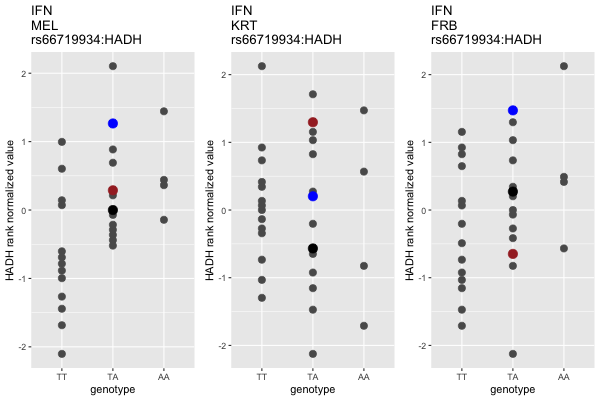 IFN
MEL
rs66719934:HADH
HADH rank normalized value
2
1
0
-1
-2
TT TA AA
genotype
IFN
KRT
rs66719934:HADH
HADH rank normalized value
2
1
0
-1
-2
TT TA AA
genotype
IFN
FRB
rs66719934:HADH
HADH rank normalized value
2
1
0
-1
-2
TT TA AA
genotype